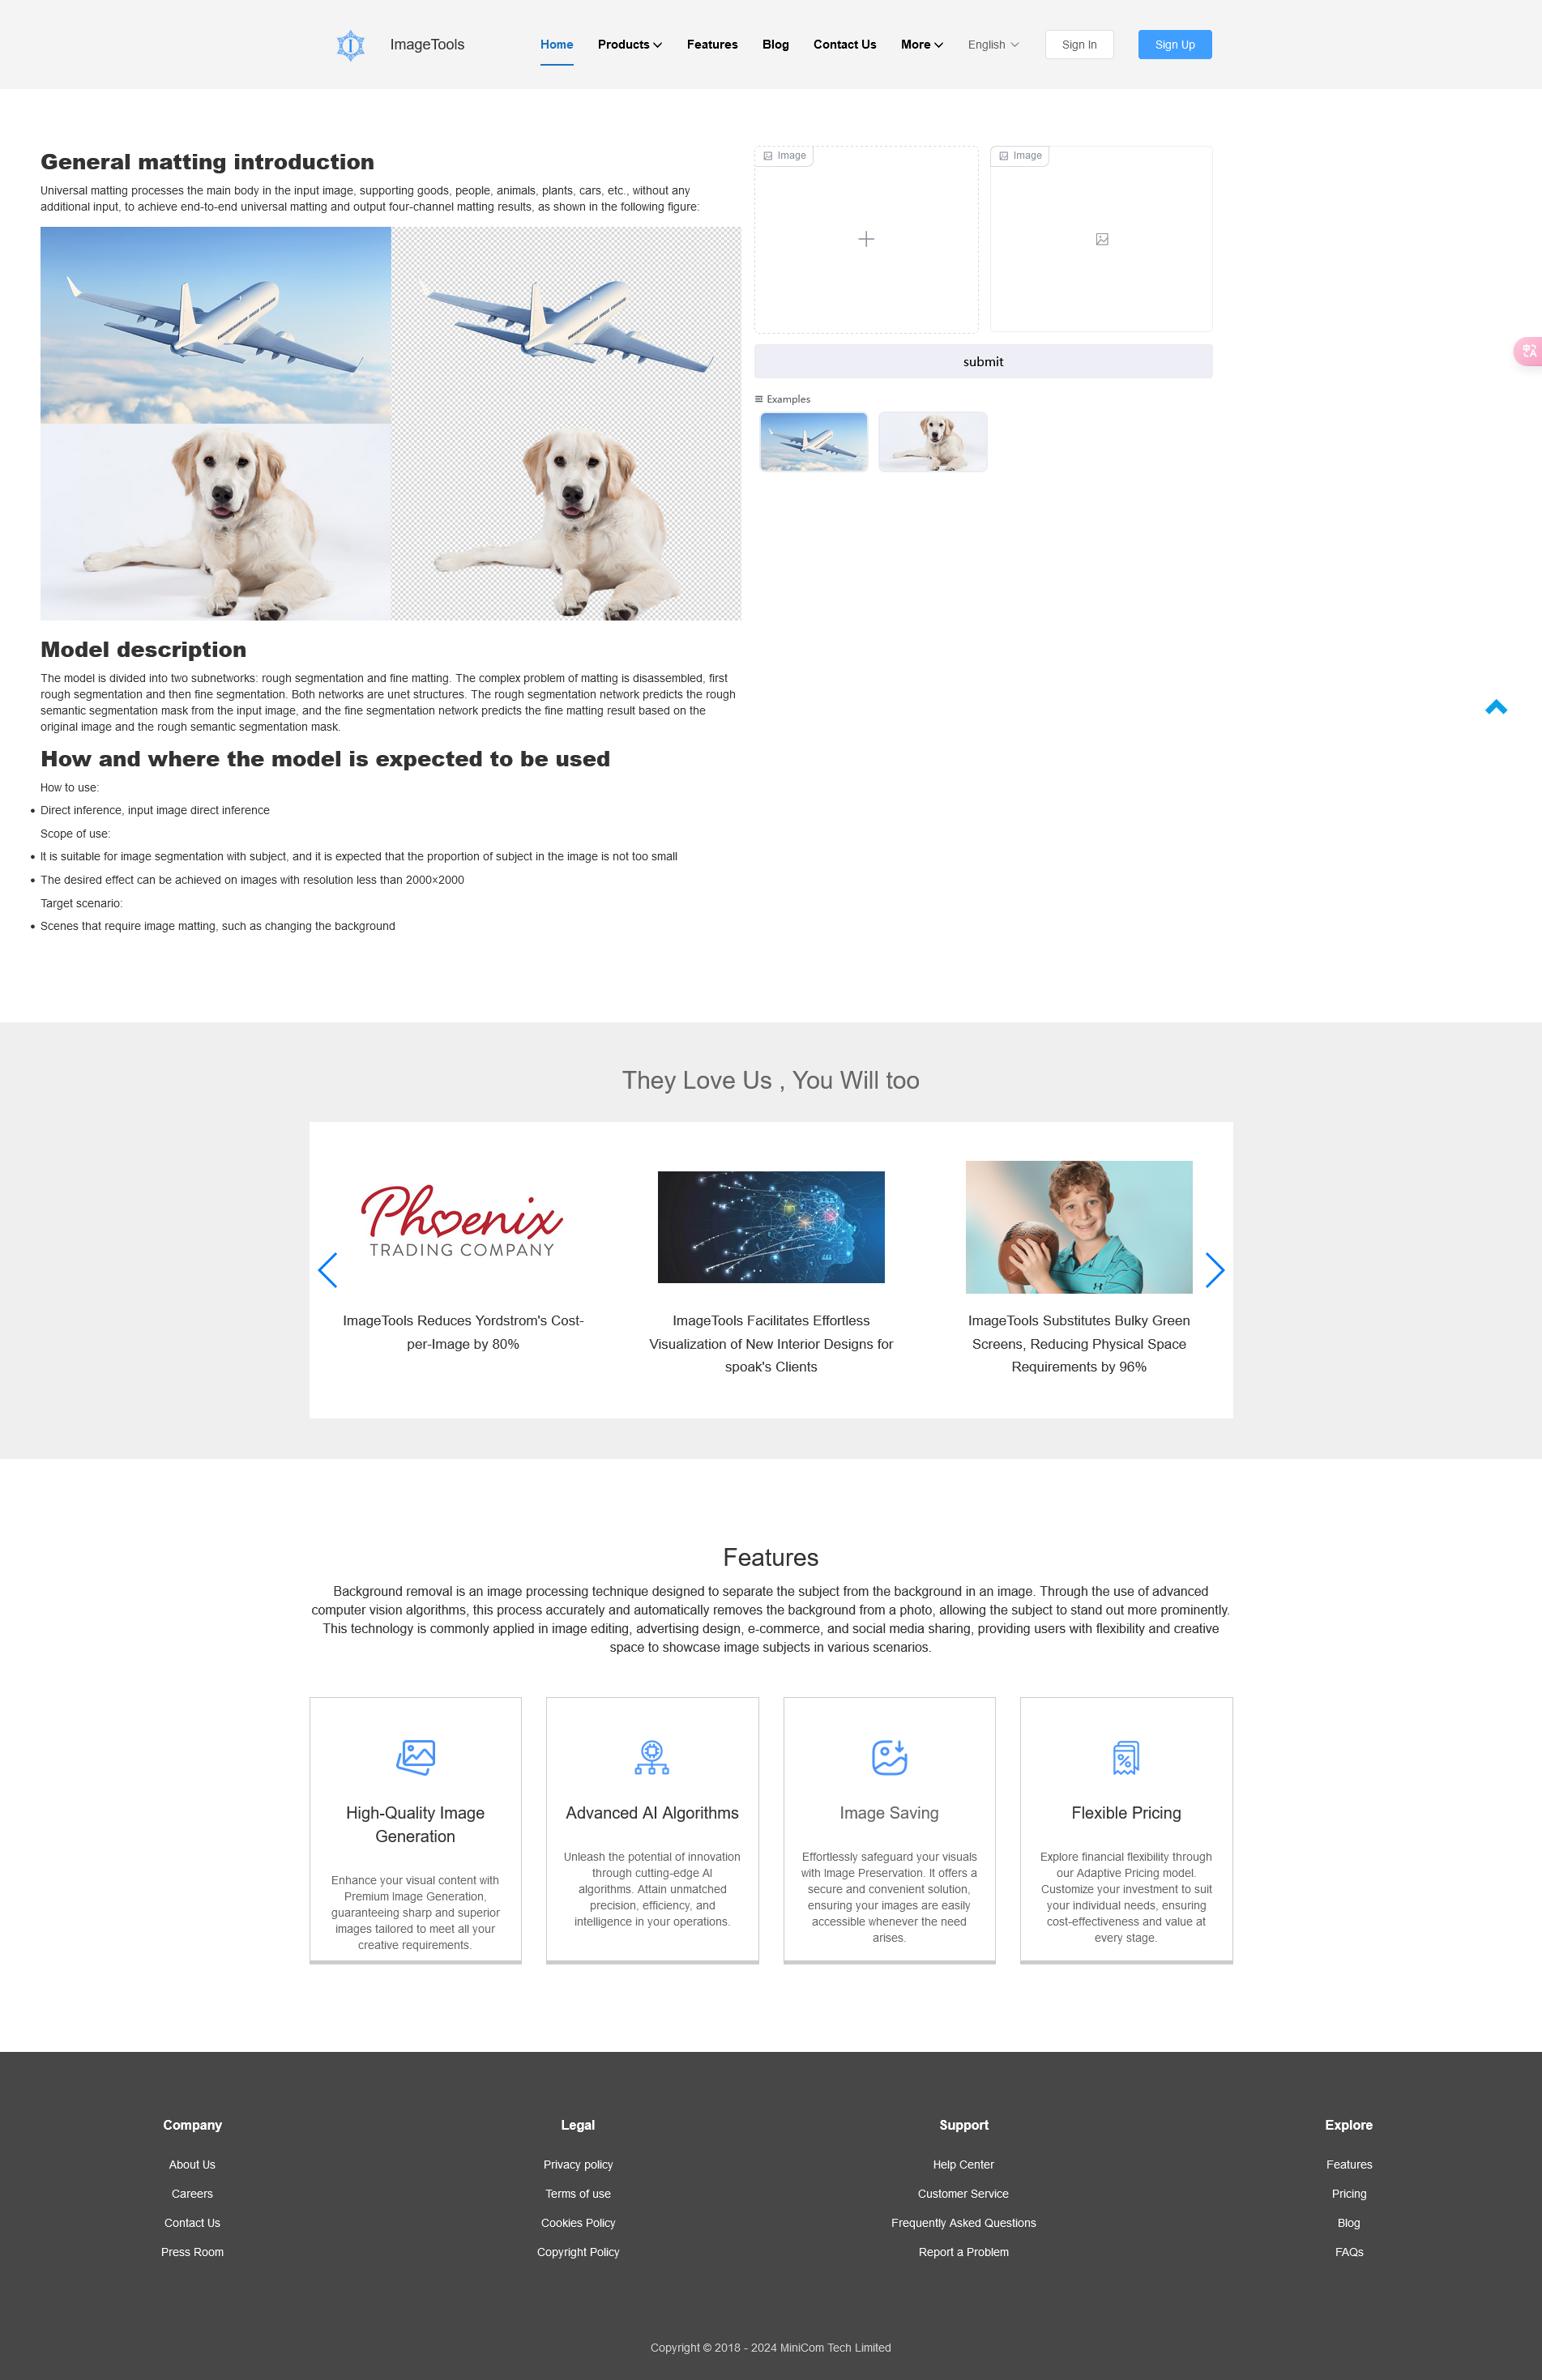 ImageTools
Home
Products
Features
Blog
Contact Us
More
English
Sign In
Sign Up
General matting introduction
Universal matting processes the main body in the input image, supporting goods, people, animals, plants, cars, etc., without any
additional input, to achieve end-to-end universal matting and output four-channel matting results, as shown in the following figure:
Image
Image
submit
Examples
Model description
The model is divided into two subnetworks: rough segmentation and fine matting. The complex problem of matting is disassembled, first
rough segmentation and then fine segmentation. Both networks are unet structures. The rough segmentation network predicts the rough
semantic segmentation mask from the input image, and the fine segmentation network predicts the fine matting result based on the
original image and the rough semantic segmentation mask.
How and where the model is expected to be used
How to use:
• Direct inference, input image direct inference
Scope of use:
• It is suitable for image segmentation with subject, and it is expected that the proportion of subject in the image is not too small
• The desired effect can be achieved on images with resolution less than 2000×2000
Target scenario:
• Scenes that require image matting, such as changing the background
They Love Us , You Will too
Phoenix
TRADING COMPANY
ImageTools Reduces Yordstrom's Cost-
per-Image by 80%
ImageTools Facilitates Effortless
Visualization of New Interior Designs for
spoak's Clients
ImageTools Substitutes Bulky Green
Screens, Reducing Physical Space
Requirements by 96%
Features
Background removal is an image processing technique designed to separate the subject from the background in an image. Through the use of advanced
computer vision algorithms, this process accurately and automatically removes the background from a photo, allowing the subject to stand out more prominently.
This technology is commonly applied in image editing, advertising design, e-commerce, and social media sharing, providing users with flexibility and creative
space to showcase image subjects in various scenarios.
High-Quality Image
Generation
Enhance your visual content with
Premium Image Generation,
guaranteeing sharp and superior
images tailored to meet all your
creative requirements.
Advanced AI Algorithms
Unleash the potential of innovation
through cutting-edge AI
algorithms. Attain unmatched
precision, efficiency, and
intelligence in your operations.
Image Saving
Effortlessly safeguard your visuals
with Image Preservation. It offers a
secure and convenient solution,
ensuring your images are easily
accessible whenever the need
arises.
Flexible Pricing
Explore financial flexibility through
our Adaptive Pricing model.
Customize your investment to suit
your individual needs, ensuring
cost-effectiveness and value at
every stage.
Company
About Us
Careers
Contact Us
Press Room
Legal
Privacy policy
Terms of use
Cookies Policy
Copyright Policy
Support
Help Center
Customer Service
Frequently Asked Questions
Report a Problem
Explore
Features
Pricing
Blog
FAQs
Copyright © 2018 - 2024 MiniCom Tech Limited